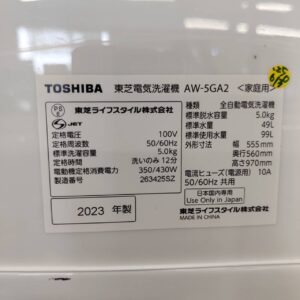 TOSHIBA 東芝電気洗濯機 AW-5GA2 <家庭用>
PS E
JET
東芝ライフスタイル株式会社
定格電圧 100V
定格周波数 50/60Hz
標準洗濯容量 5.0kg
定格時間 洗いのみ 12分
電動機定格消費電力 350/430W
製造番号 263425SZ
種類 全自動電気洗濯機
標準脱水容量 5.0kg
標準水量 49L
標準使用水量 99L
外形寸法 幅 555mm
奥行560mm
高さ970mm
電流ヒューズ(電源用) 10A
50/60Hz 共用
2023 年製
Use only in Japan
東芝ライフスタイル株式会社
MADE IN CHINA